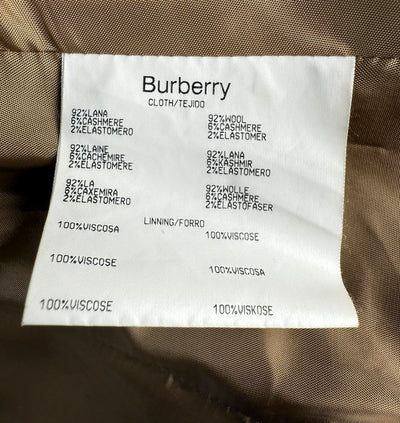 Burberry
CLOTH/TEJIDO
92%LANA
6%CASHMERE
2%ELASTOMERO
92%WOOL
6%CASHMERE
2%ELASTOMER
92%LAINE
6%CACHEMIRE
2%ELASTOMERE
92%LANA
6%KASHMIR
2%ELASTOMERO
92%LA
6%CAXEMIRA
2%ELASTOMERO
92%WOLLE
6%CASHMERE
2%ELASTOFASER
LINNING/FORRO
100%VISCOSA
100%VISCOSE
100%VISCOSE
100%VISCOSA
100%VISCOSE
100%VISKOSE